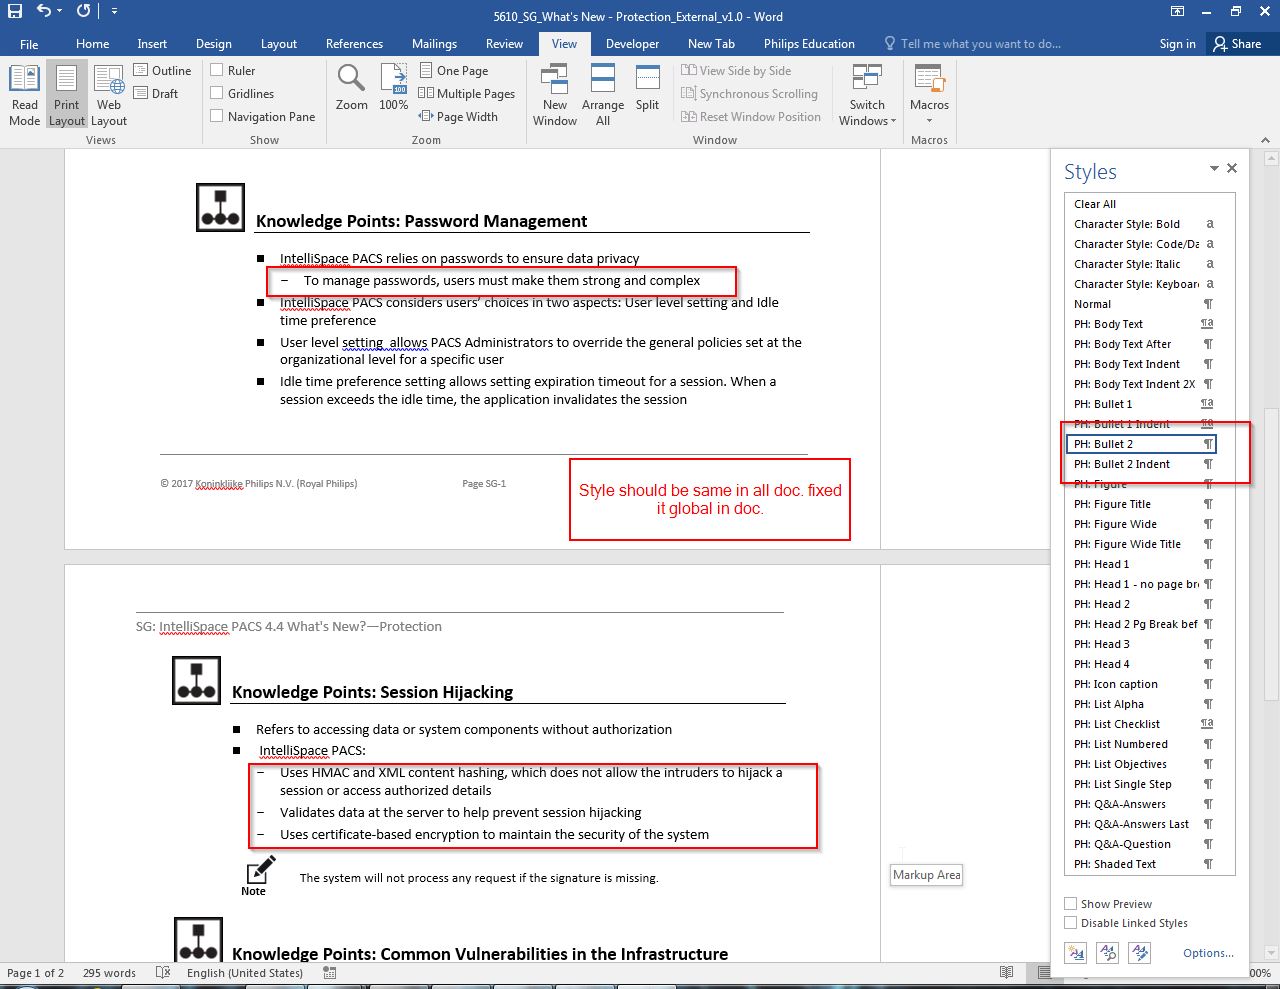 5610_SG_What's New - Protection_External_v1.0 - Word
File Home Insert Design Layout References Mailings Review View Developer New Tab Philips Education Tell me what you want to do... Sign in Share
Read Mode
Print Layout
Web Layout
Outline
Draft
Views
Ruler
Gridlines
Navigation Pane
Show
Zoom
100
100%
One Page
Multiple Pages
Page Width
Zoom
New Window
Arrange All
Split
View Side by Side
Synchronous Scrolling
Reset Window Position
Window
Switch Windows
Macros
Macros
Knowledge Points: Password Management
■ IntelliSpace PACS relies on passwords to ensure data privacy
– To manage passwords, users must make them strong and complex
■ IntelliSpace PACS considers users' choices in two aspects: User level setting and Idle
time preference
■ User level setting allows PACS Administrators to override the general policies set at the
organizational level for a specific user
■ Idle time preference setting allows setting expiration timeout for a session. When a
session exceeds the idle time, the application invalidates the session
© 2017 Koninklijke Philips N.V. (Royal Philips) Page SG-1
Style should be same in all doc. fixed
it global in doc.
SG: IntelliSpace PACS 4.4 What's New?—Protection
Knowledge Points: Session Hijacking
■ Refers to accessing data or system components without authorization
■ IntelliSpace PACS:
– Uses HMAC and XML content hashing, which does not allow the intruders to hijack a
session or access authorized details
– Validates data at the server to help prevent session hijacking
– Uses certificate-based encryption to maintain the security of the system
Note
The system will not process any request if the signature is missing.
Knowledge Points: Common Vulnerabilities in the Infrastructure
Markup Area
Styles
Clear All
Character Style: Bold a
Character Style: Code/Da a
Character Style: Italic a
Character Style: Keyboar a
Normal ¶
PH: Body Text ¶a
PH: Body Text After ¶
PH: Body Text Indent ¶
PH: Body Text Indent 2X ¶
PH: Bullet 1 ¶a
PH: Bullet 1 Indent ¶a
PH: Bullet 2 ¶
PH: Bullet 2 Indent ¶
PH: Figure ¶
PH: Figure Title ¶
PH: Figure Wide ¶
PH: Figure Wide Title ¶
PH: Head 1 ¶
PH: Head 1 - no page bre ¶
PH: Head 2 ¶
PH: Head 2 Pg Break bef ¶
PH: Head 3 ¶
PH: Head 4 ¶
PH: Icon caption ¶
PH: List Alpha ¶
PH: List Checklist ¶a
PH: List Numbered ¶
PH: List Objectives ¶
PH: List Single Step ¶
PH: Q&A-Answers ¶
PH: Q&A-Answers Last ¶
PH: Q&A-Question ¶
PH: Shaded Text ¶
Show Preview
Disable Linked Styles
Options...
Page 1 of 2 295 words English (United States) 00%